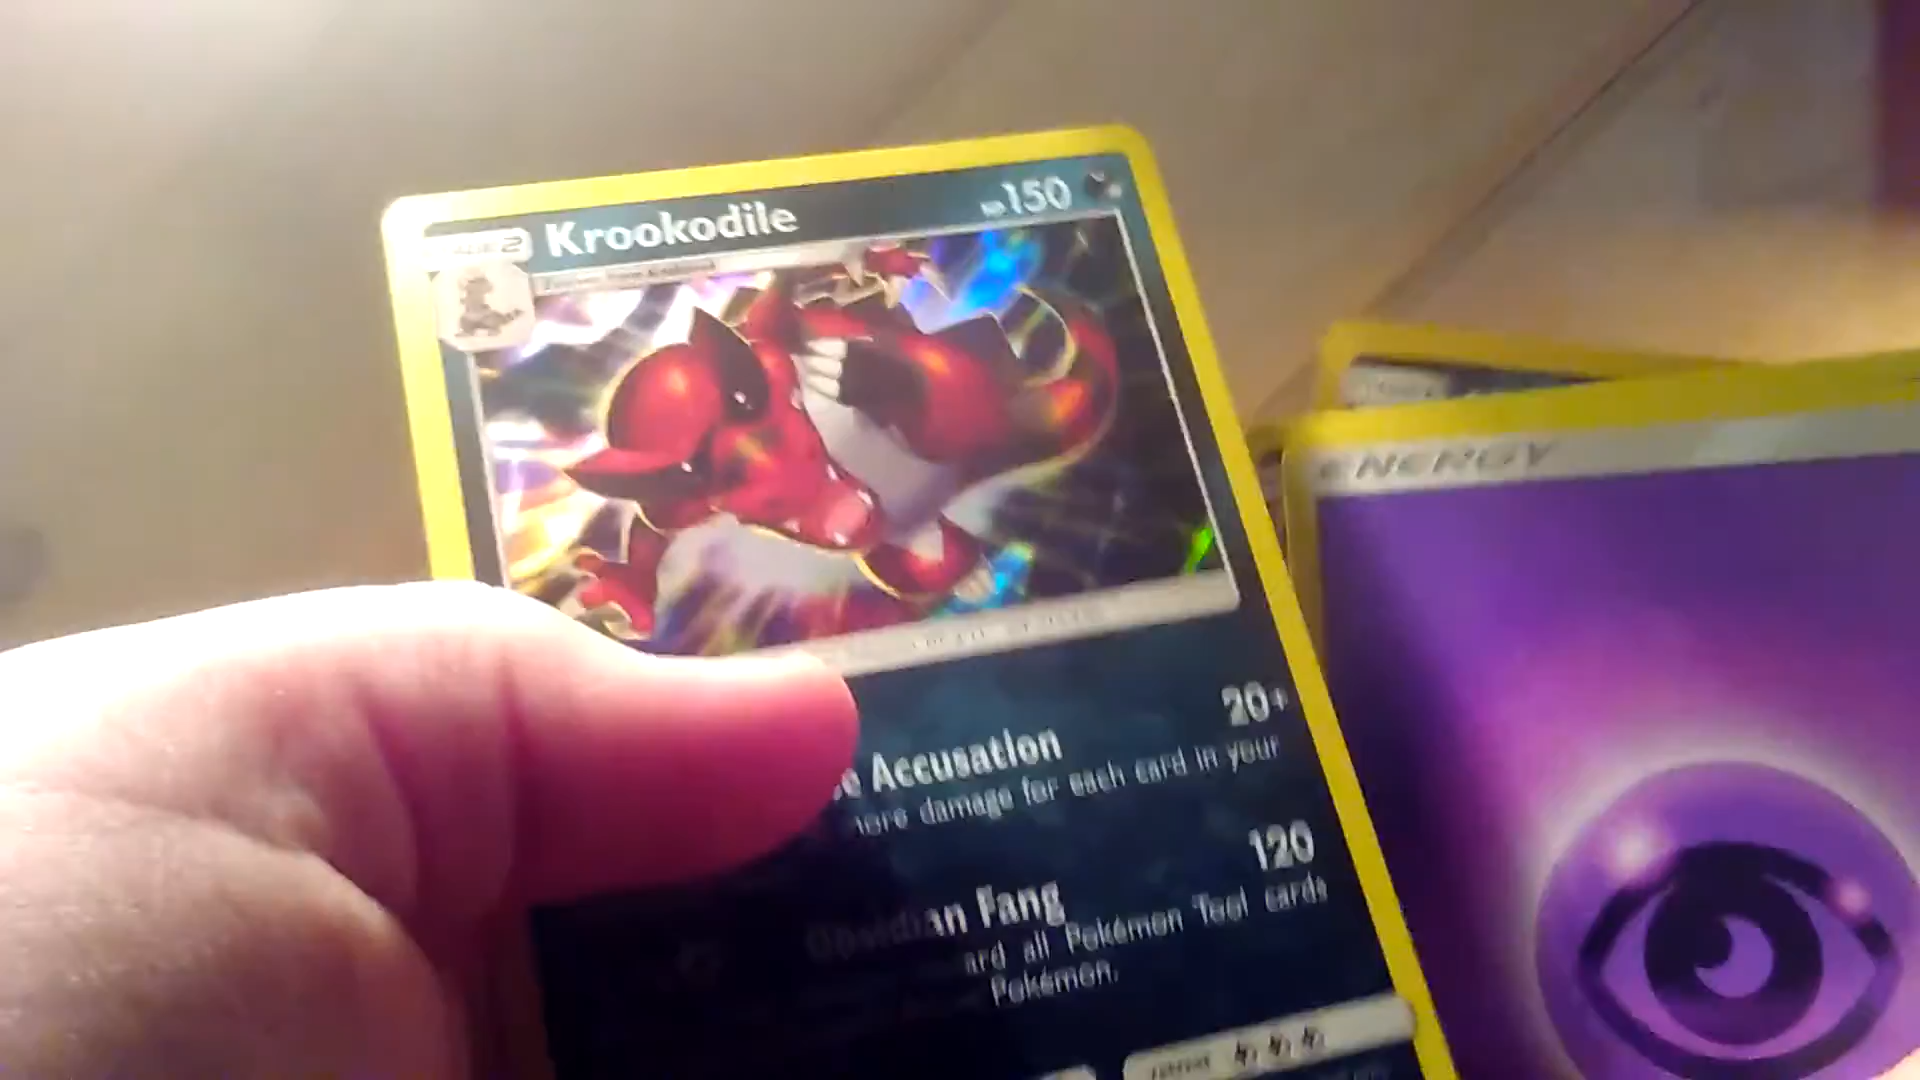 Krookodile
150
ENERGY
Accusation 20+
more damage for each card in your
Obsidian Fang 120
all Pokémon Tool cards
Pokémon.